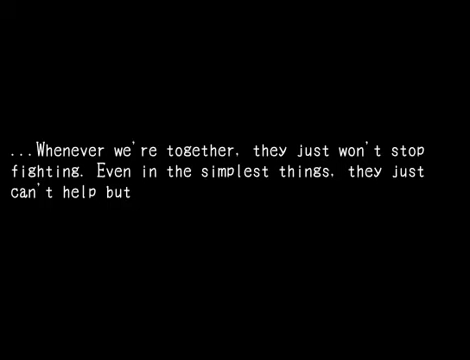 ...Whenever we're together, they just won't stop
fighting. Even in the simplest things, they just
can't help but